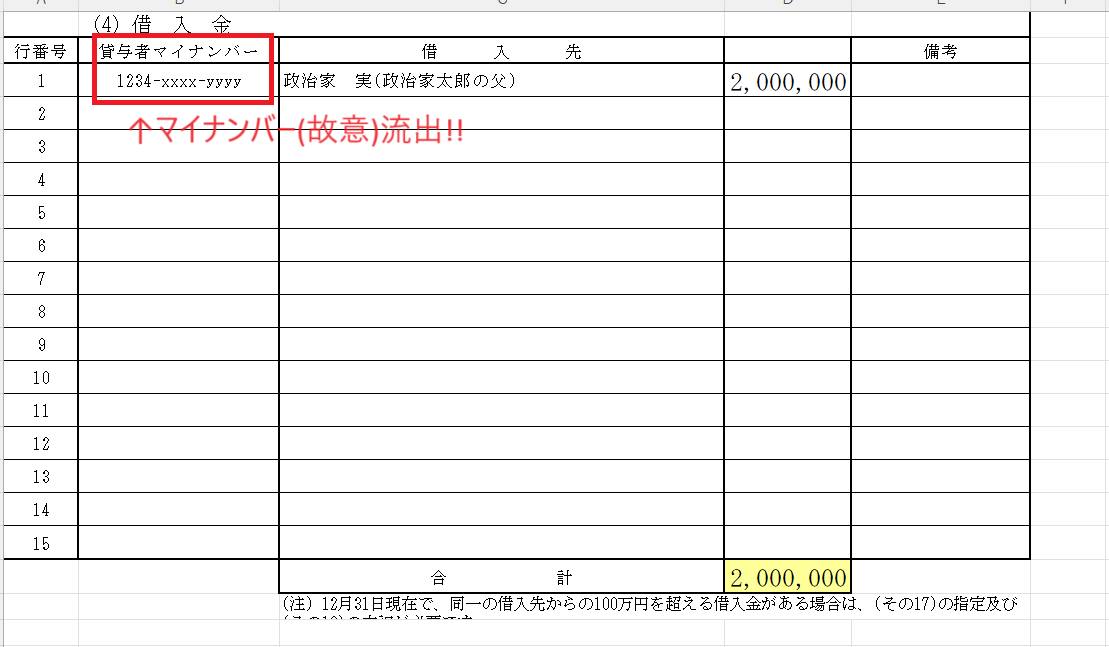 (4) 借 入 金
行番号 貸与者マイナンバー 借 入 先 備考
1 1234-xxxx-yyyy 政治家 実(政治家太郎の父) 2,000,000
2
↑マイナンバー(故意)流出!!
3
4
5
6
7
8
9
10
11
12
13
14
15
合 計 2,000,000
(注) 12月31日現在で、同一の借入先からの100万円を超える借入金がある場合は、(その17)の指定及び